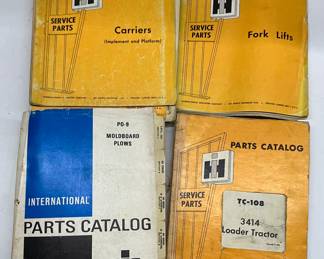 SERVICE
PARTS
Carriers
(Implement and Platform)
SERVICE
PARTS
Fork Lifts
PO-9
MOLDBOARD
PLOWS
INTERNATIONAL
PARTS CATALOG
SERVICE
PARTS
PARTS CATALOG
TC-108
3414
Loader Tractor